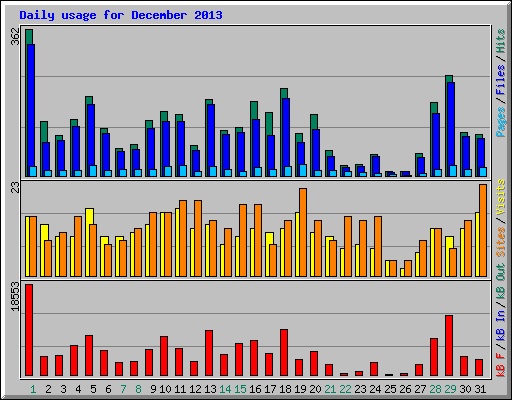 Daily usage for December 2013
362
Pages / Files / Hits
23
Sites / Visits
18553
kB F / kB In / kB Out
1 2 3 4 5 6 7 8 9 10 11 12 13 14 15 16 17 18 19 20 21 22 23 24 25 26 27 28 29 30 31